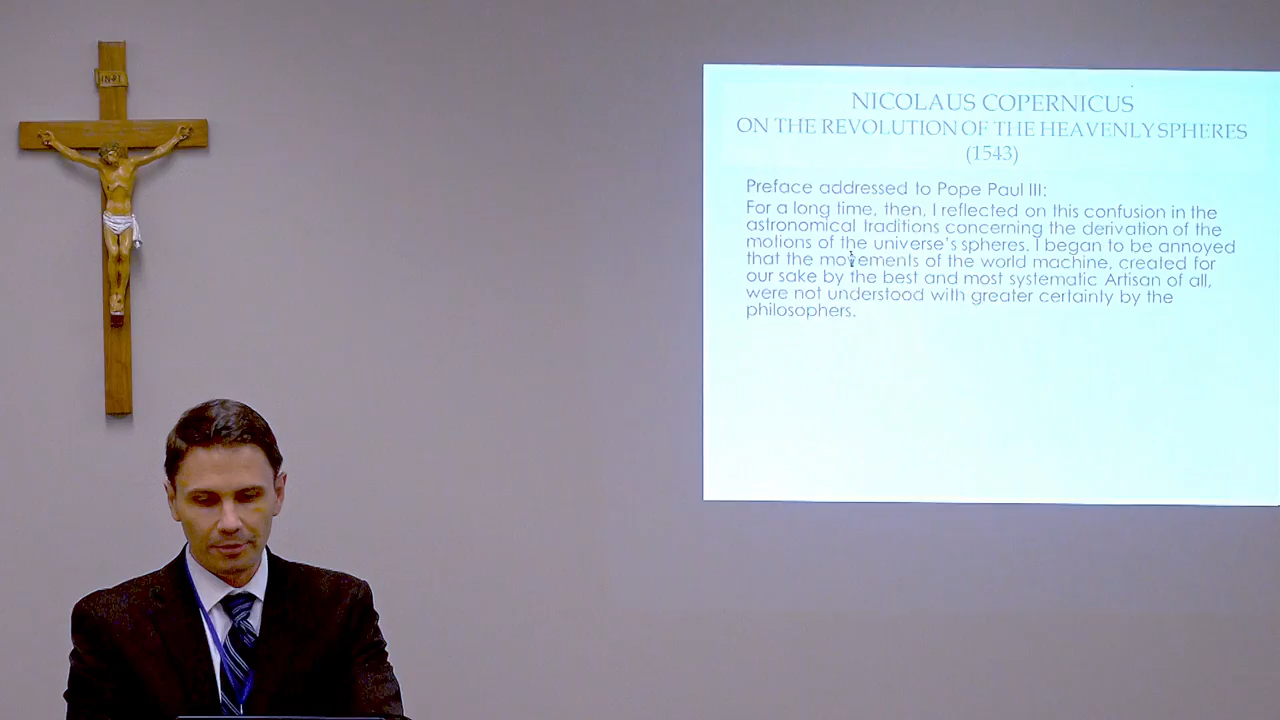 INRI
NICOLAUS COPERNICUS
ON THE REVOLUTION OF THE HEAVENLY SPHERES
(1543)
Preface addressed to Pope Paul III:
For a long time, then, I reflected on this confusion in the
astronomical traditions concerning the derivation of the
motions of the universe's spheres. I began to be annoyed
that the movements of the world machine, created for
our sake by the best and most systematic Artisan of all,
were not understood with greater certainty by the
philosophers.